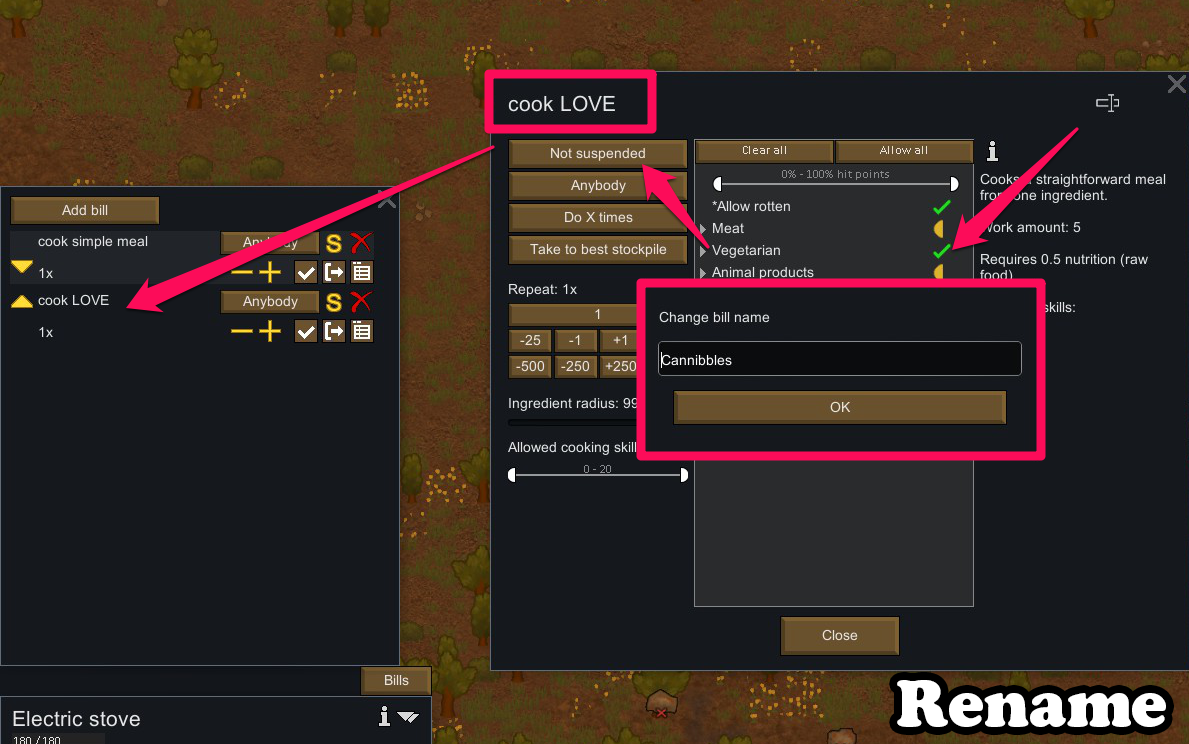 cook LOVE
Not suspended
Anybody
Do X times
Take to best stockpile
Repeat: 1x
1
-25 -1 +1
-500 -250 +250
Ingredient radius: 99
Allowed cooking skill
0 - 20
Clear all Allow all
0% - 100% hit points
*Allow rotten
Meat
Vegetarian
Animal products
Cooks a straightforward meal
from one ingredient.
Work amount: 5
Requires 0.5 nutrition (raw
food)
skills:
Change bill name
Cannibbles
OK
Close
Add bill
cook simple meal Anybody S
1x
cook LOVE Anybody S
1x
Bills
Electric stove
180 / 180
Rename